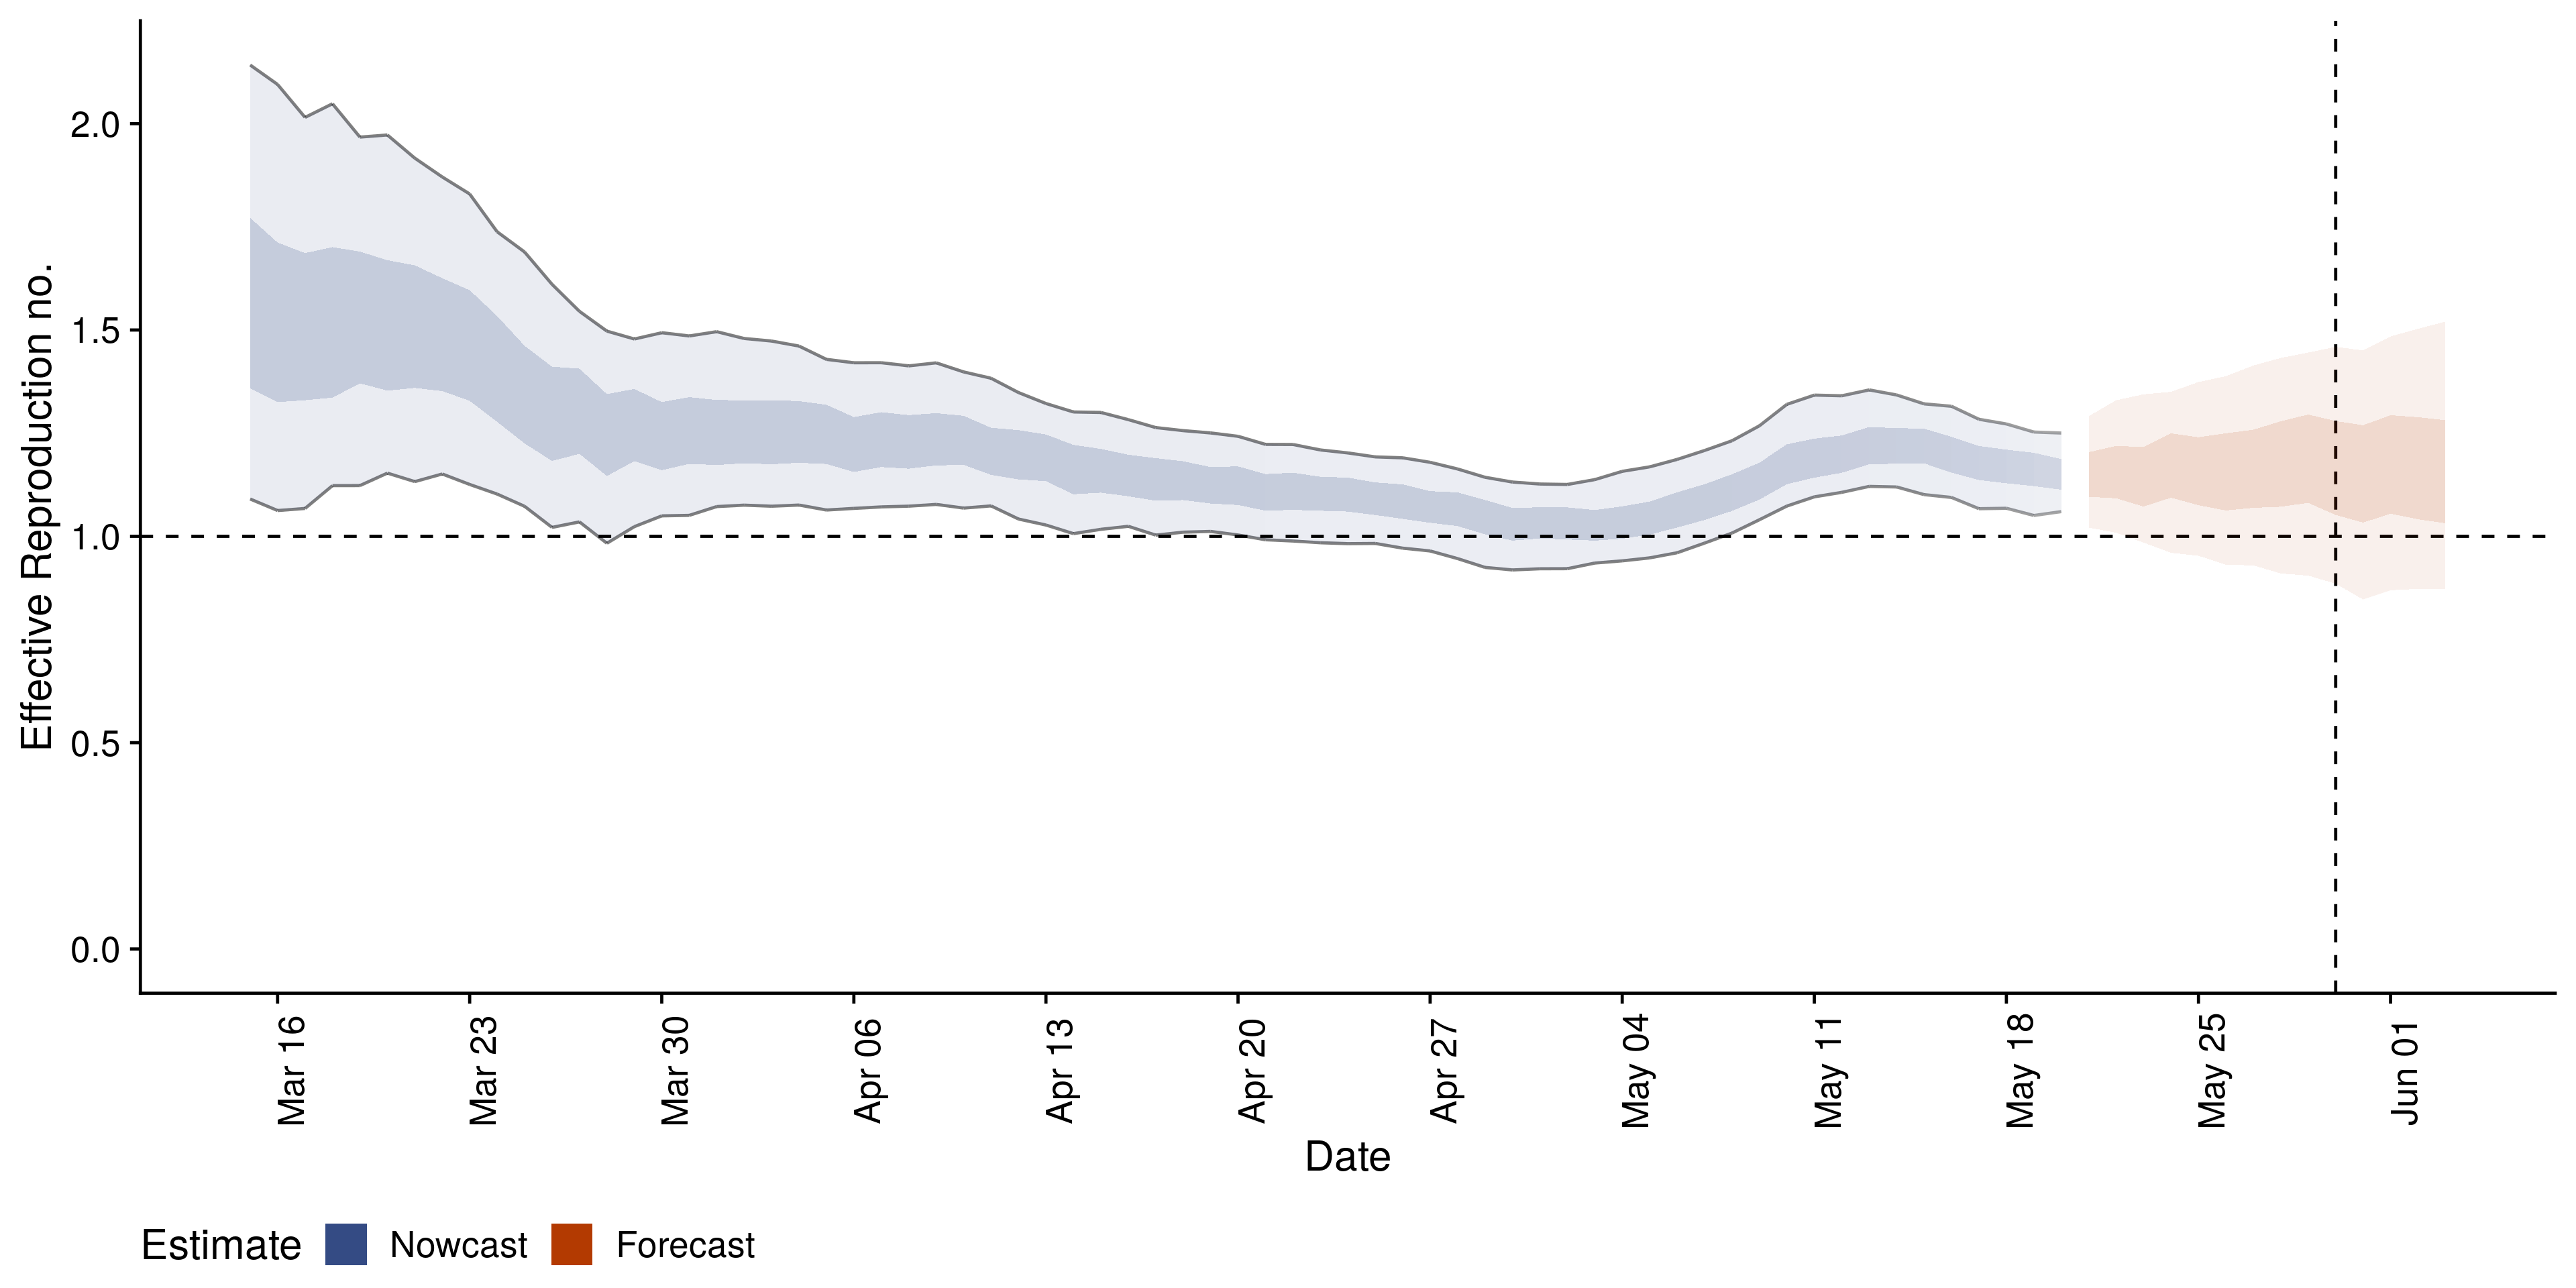 Effective Reproduction no.
2.0
1.5
1.0
0.5
0.0
Mar 16
Mar 23
Mar 30
Apr 06
Apr 13
Apr 20
Apr 27
May 04
May 11
May 18
May 25
Jun 01
Date
Estimate Nowcast Forecast